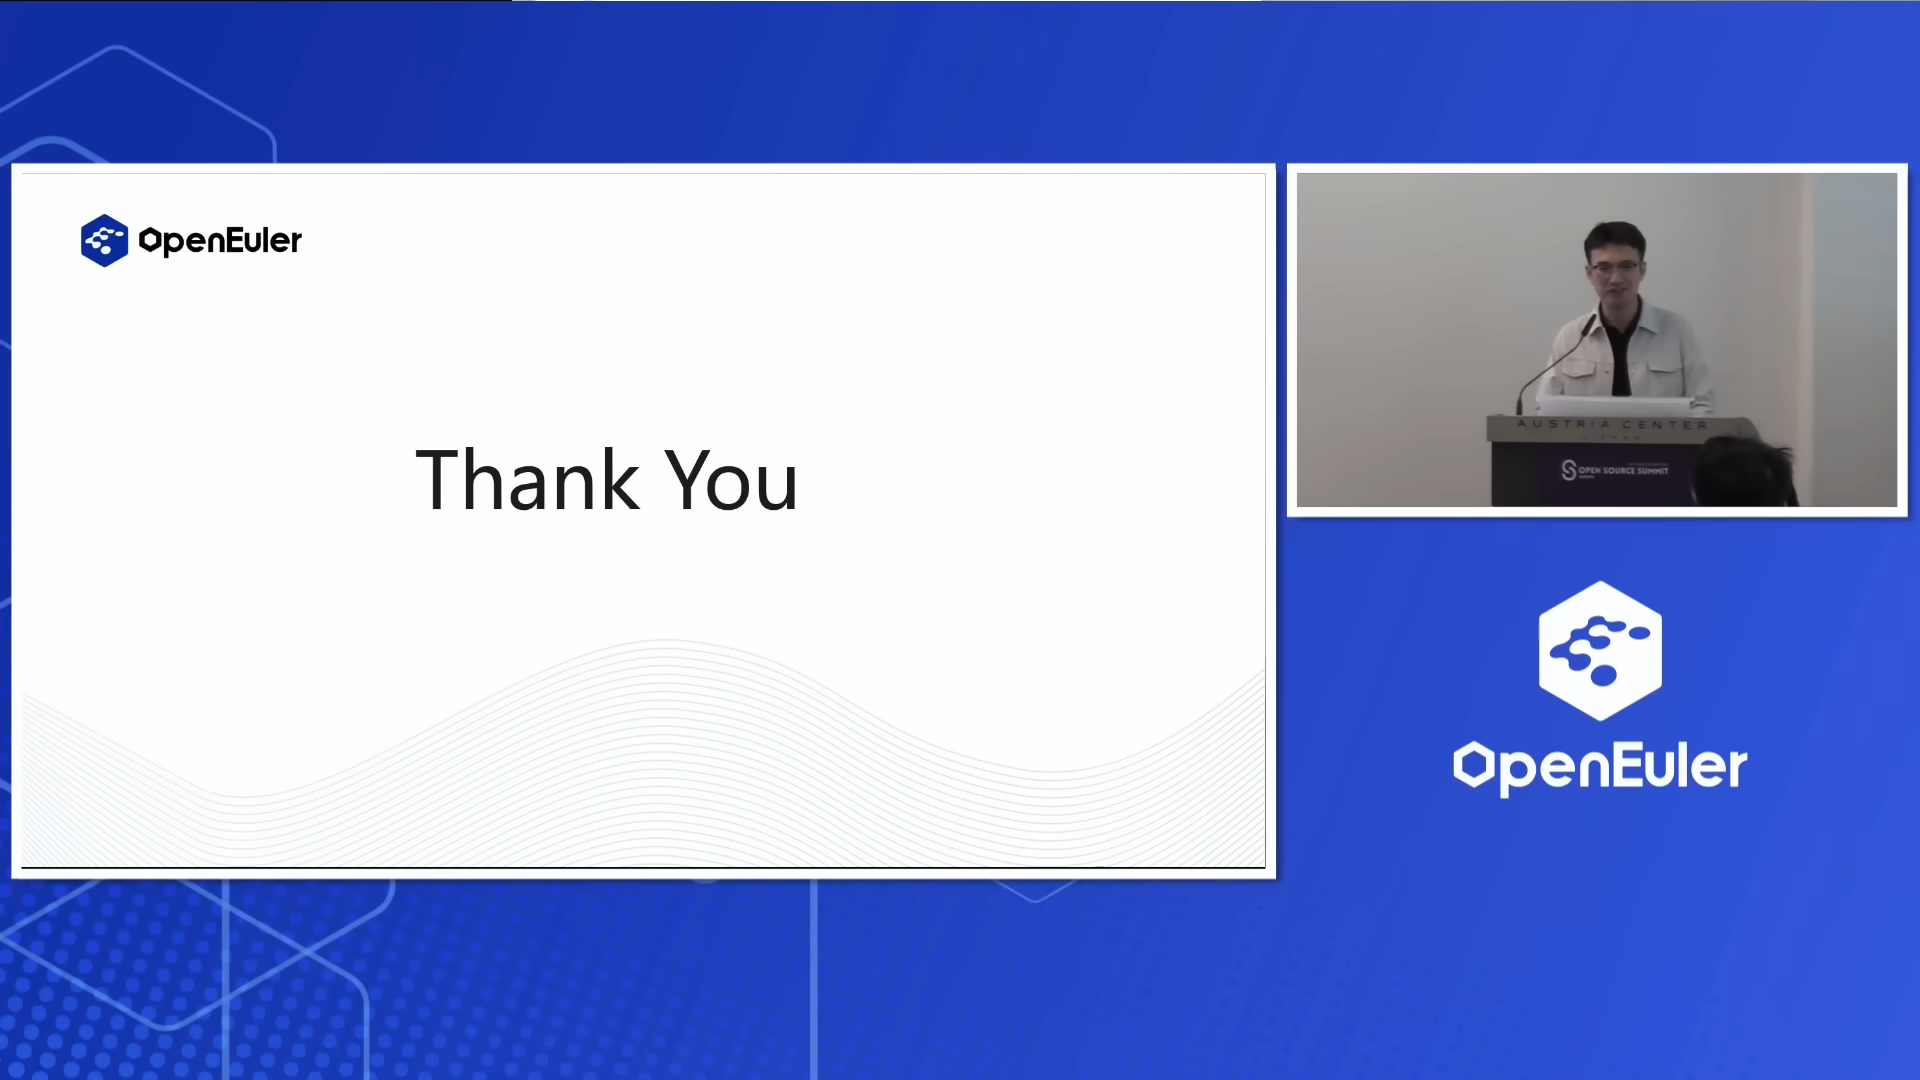 OpenEuler
Thank You
AUSTRIA CENTER
OPEN SOURCE SUMMIT
OpenEuler